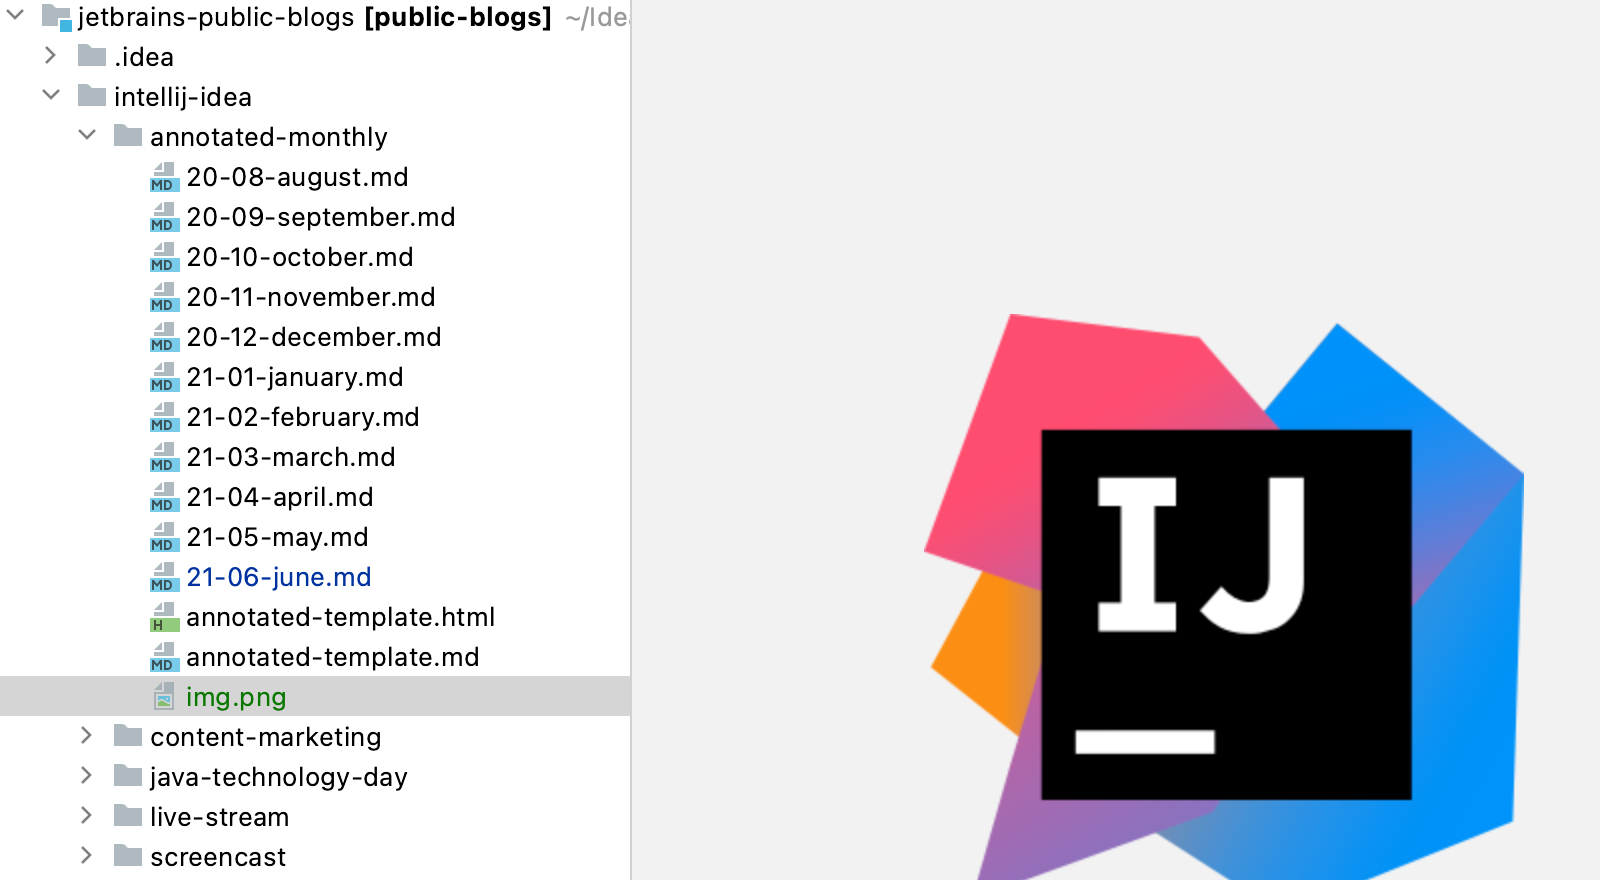 jetbrains-public-blogs [public-blogs] ~/Ide
.idea
intellij-idea
annotated-monthly
MD 20-08-august.md
MD 20-09-september.md
MD 20-10-october.md
MD 20-11-november.md
MD 20-12-december.md
MD 21-01-january.md
MD 21-02-february.md
MD 21-03-march.md
MD 21-04-april.md
MD 21-05-may.md
MD 21-06-june.md
H annotated-template.html
MD annotated-template.md
img.png
content-marketing
java-technology-day
live-stream
screencast
IJ